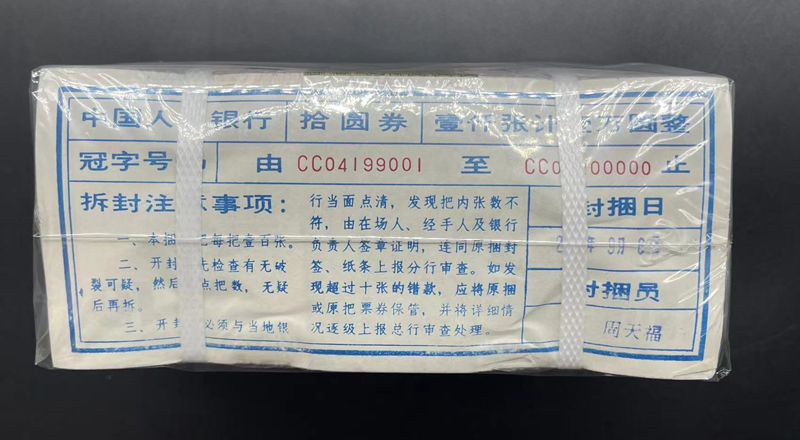 中国人 银行 拾圆券 壹仟张计 万圆整
冠字号 由 CC04199001 至 CC0 00000 止
拆封注意事项：
一、本捆 把每把壹百张。
二、开封 先检查有无破
裂可疑，然后 点把数，无疑
后再拆。
三、开封 必须与当地银
行当面点清，发现把内张数不
符，由在场人、经手人及银行
负责人签章证明，连同原捆封
签、纸条上报分行审查。如发
现超过十张的错款，应将原捆
或原把票券保管，并将详细情
况逐级上报总行审查处理。
封捆日
年 9月
封捆员
周天福